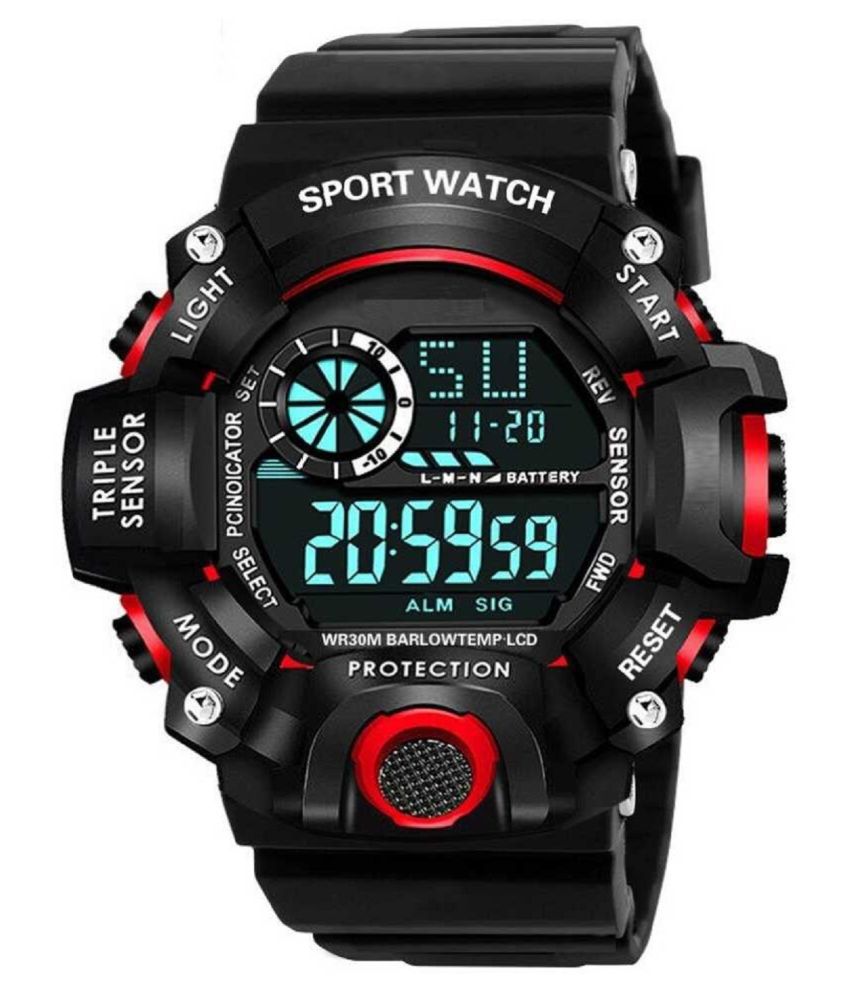 SPORT WATCH
LIGHT
START
10
0
-10
SU
SET
REV
11-20
L-M-N BATTERY
TRIPLE
SENSOR
PCINOICATOR
SENSOR
20:59 59
SELECT
FWD
ALM SIG
MODE
RESET
WR30M BARLOWTEMP·LCD
PROTECTION